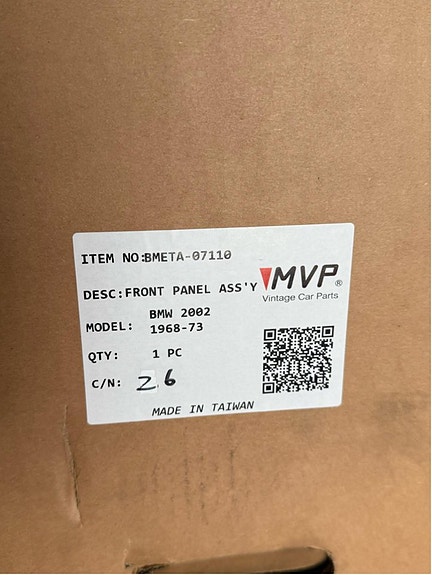 ITEM NO:BMETA-07110
DESC:FRONT PANEL ASS'Y
MVP®
Vintage Car Parts
MODEL: BMW 2002
1968-73
QTY: 1 PC
C/N: 26
MADE IN TAIWAN